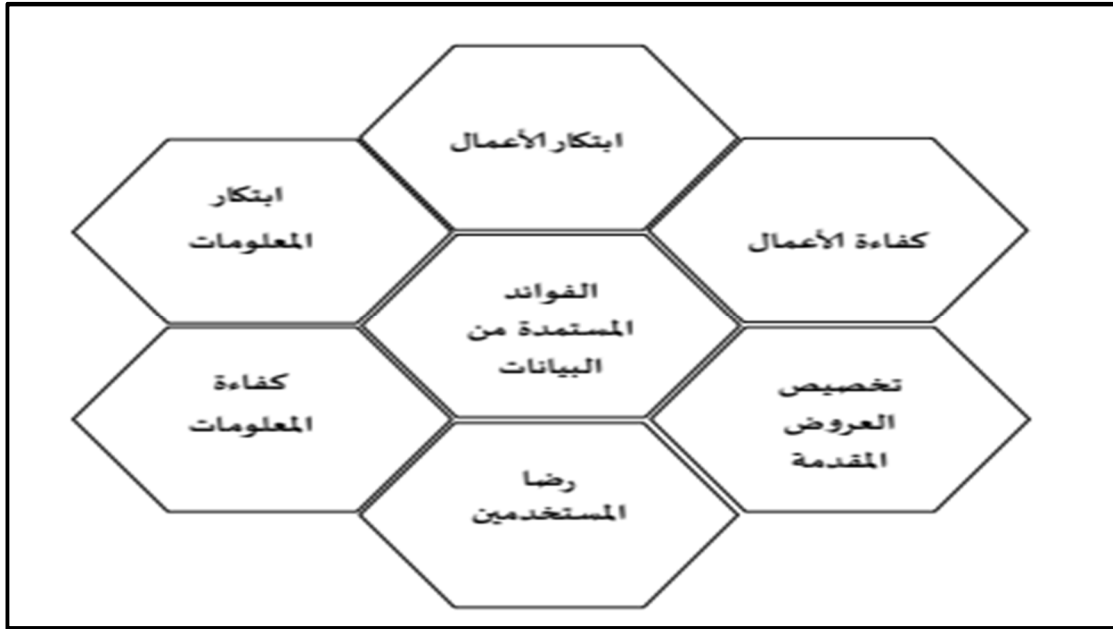 ابتكار الأعمال
كفاءة الأعمال
ابتكار
المعلومات
الفوائد
المستمدة من
البيانات
تخصيص
العروض
المقدمة
كفاءة
المعلومات
رضا
المستخدمين